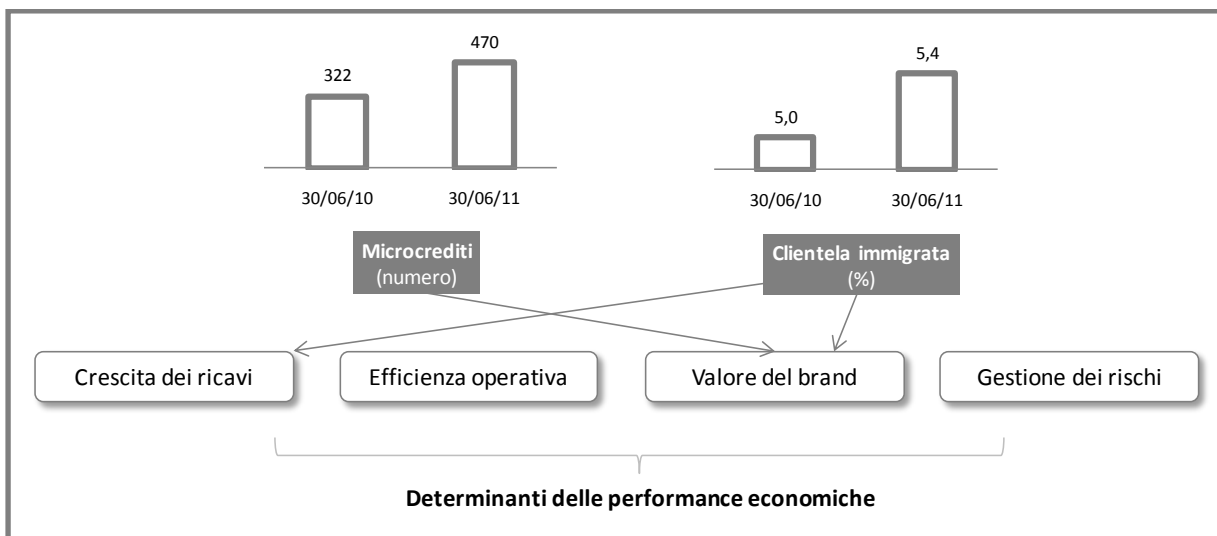 322
470
30/06/10
30/06/11
5,0
5,4
30/06/10
30/06/11
Microcrediti
(numero)
Clientela immigrata
(%)
Crescita dei ricavi
Efficienza operativa
Valore del brand
Gestione dei rischi
Determinanti delle performance economiche